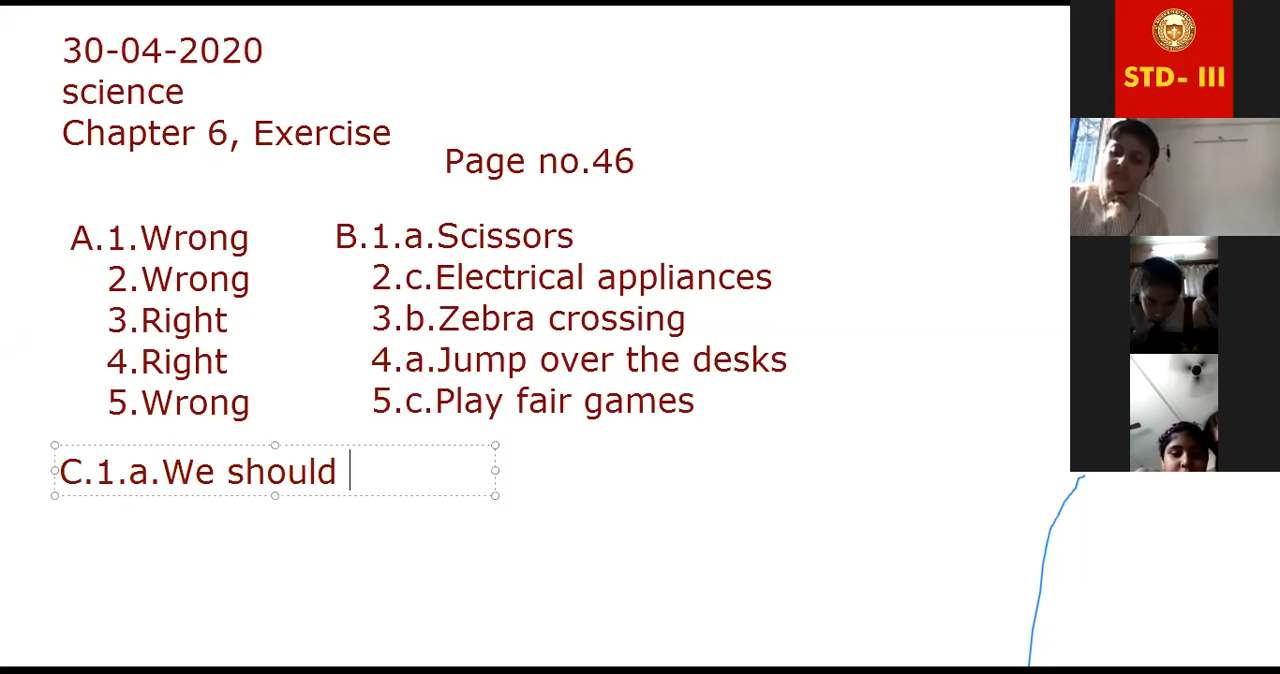 30-04-2020
science
Chapter 6, Exercise
Page no.46
A.1.Wrong
2.Wrong
3.Right
4.Right
5.Wrong
B.1.a.Scissors
2.c.Electrical appliances
3.b.Zebra crossing
4.a.Jump over the desks
5.c.Play fair games
C.1.a.We should
STD- III